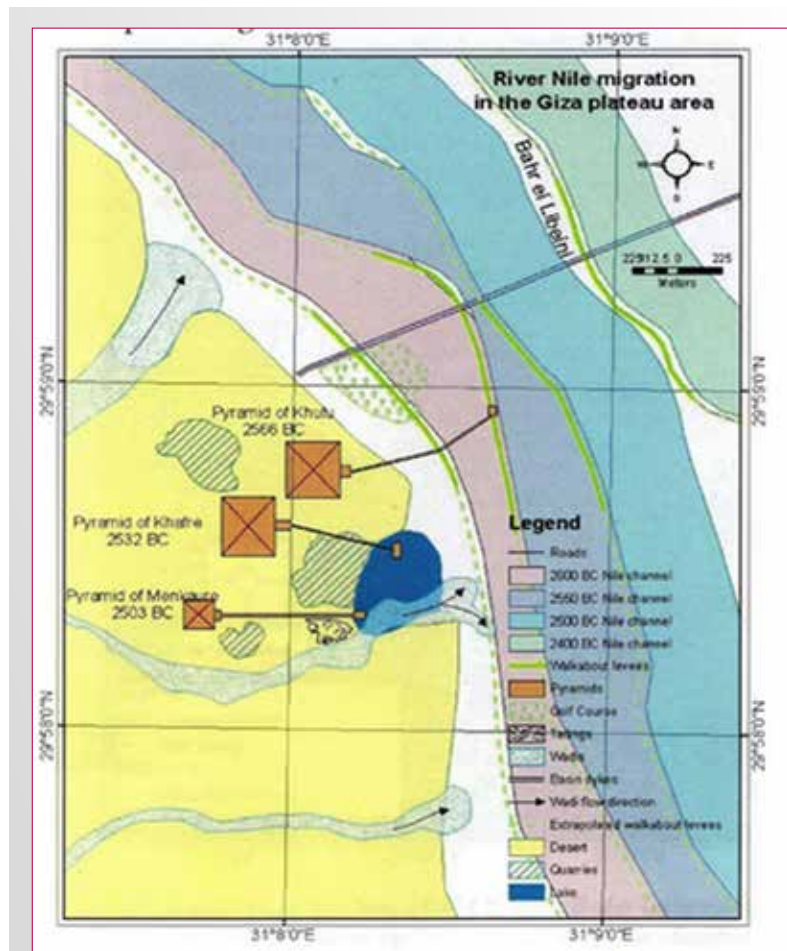 31°8'0"E
31°9'0"E
River Nile migration
in the Giza plateau area
N
E
Bahr el Libeini
225
0
225
Meters
29°59'0"N
29°59'0"N
Pyramid of Khufu
2566 BC
Pyramid of Khafre
2532 BC
Pyramid of Menkaure
2503 BC
Legend
Roads
2600 BC Nile channel
2550 BC Nile channel
2500 BC Nile channel
2400 BC Nile channel
Walkabout levees
Pyramids
Golf Course
Tailings
Wadis
Basin dykes
Wadi flow direction
Extrapolated walkabout levees
Desert
Quarries
Lake
29°58'0"N
29°58'0"N
31°8'0"E
31°9'0"E